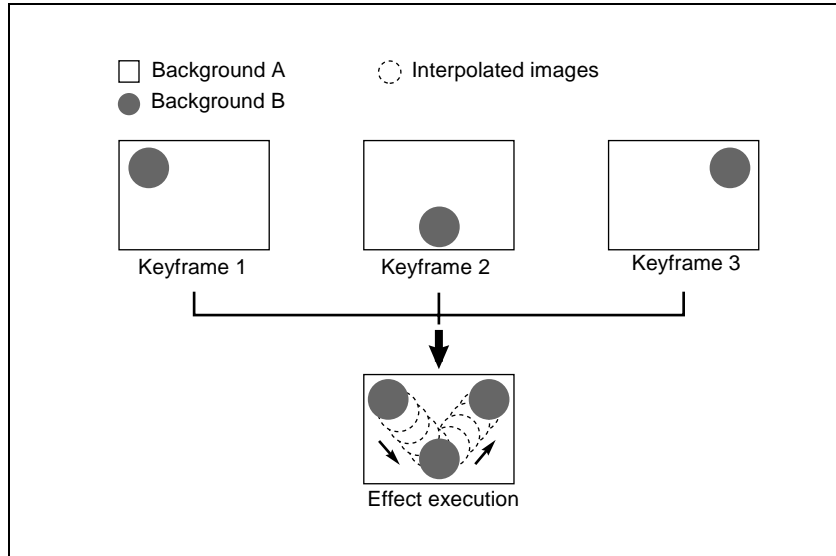 Background A
Interpolated images
Background B
Keyframe 1
Keyframe 2
Keyframe 3
Effect execution